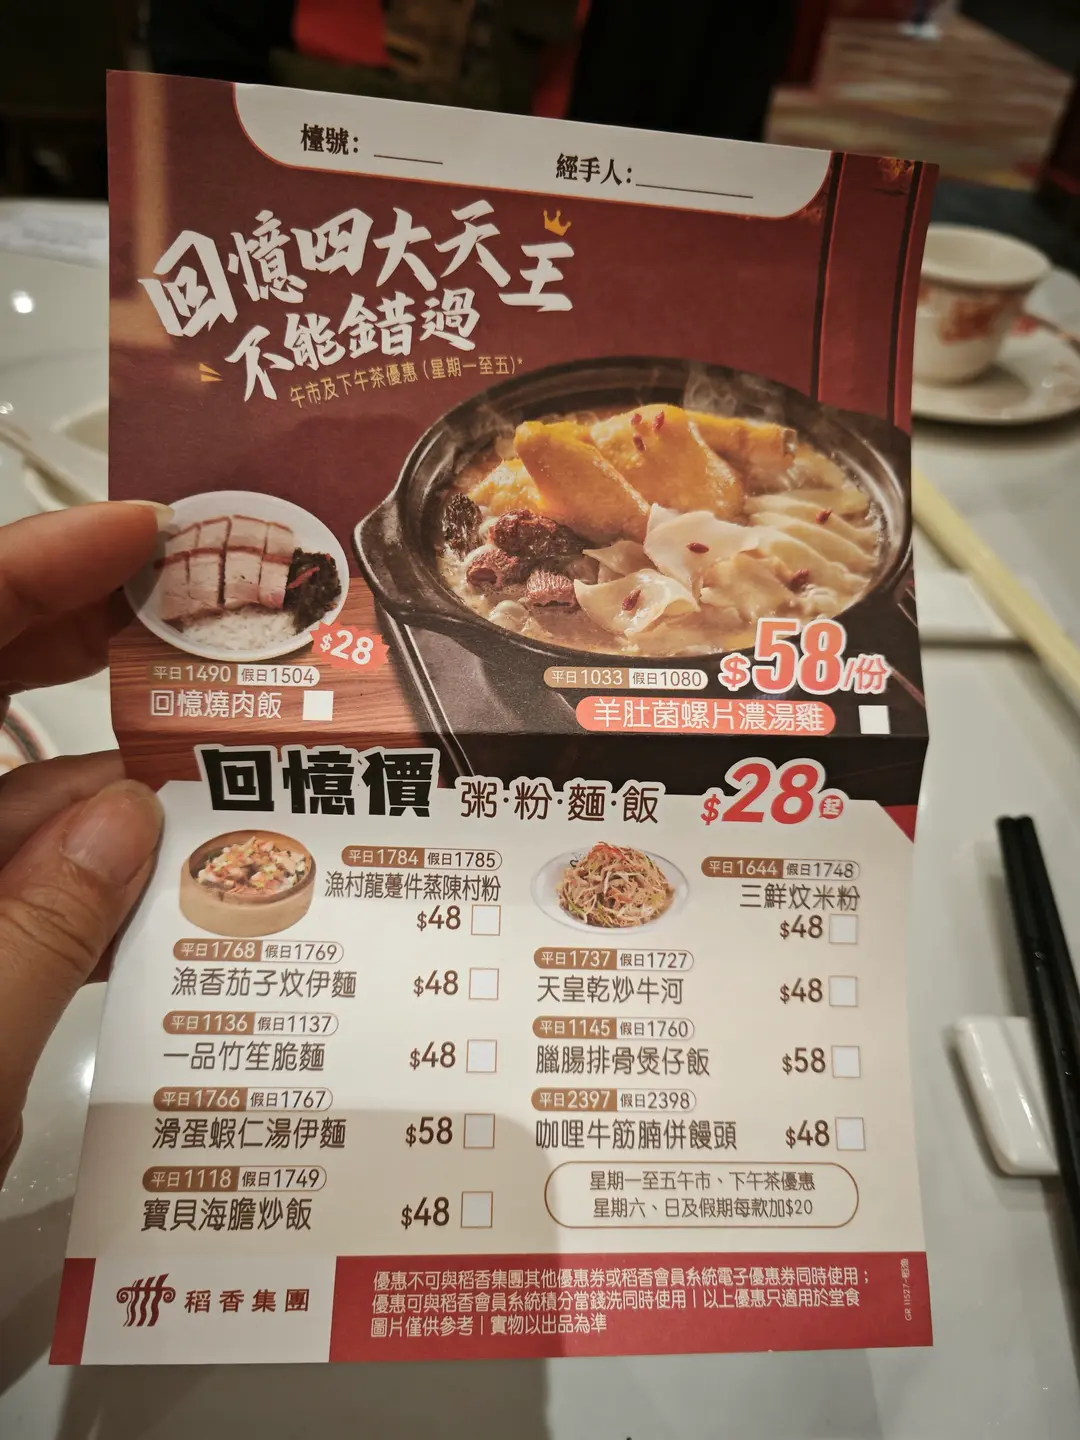 檯號：
經手人：
回憶四大天王
不能錯過
午市及下午茶優惠（星期一至五）*
$28
平日1490 假日1504
回憶燒肉飯
平日1033 假日1080
$58/份
羊肚菌螺片濃湯雞
回憶價 粥·粉·麵·飯 $28起
平日1784 假日1785
漁村龍躉件蒸陳村粉
$48
平日1644 假日1748
三鮮炆米粉
$48
平日1768 假日1769
漁香茄子炆伊麵 $48
平日1737 假日1727
天皇乾炒牛河 $48
平日1136 假日1137
一品竹笙脆麵 $48
平日1145 假日1760
臘腸排骨煲仔飯 $58
平日1766 假日1767
滑蛋蝦仁湯伊麵 $58
平日2397 假日2398
咖哩牛筋腩併饅頭 $48
平日1118 假日1749
寶貝海膽炒飯 $48
星期一至五午市、下午茶優惠
星期六、日及假期每款加$20
稻香集團
優惠不可與稻香集團其他優惠券或稻香會員系統電子優惠券同時使用；
優惠可與稻香會員系統積分當錢洗同時使用｜以上優惠只適用於堂食
圖片僅供參考｜實物以出品為準